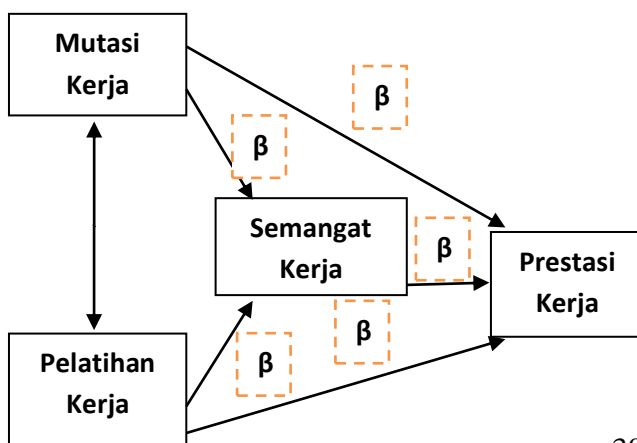 Mutasi
Kerja
β
β
Semangat
Kerja
β
Prestasi
Kerja
β
β
Pelatihan
Kerja